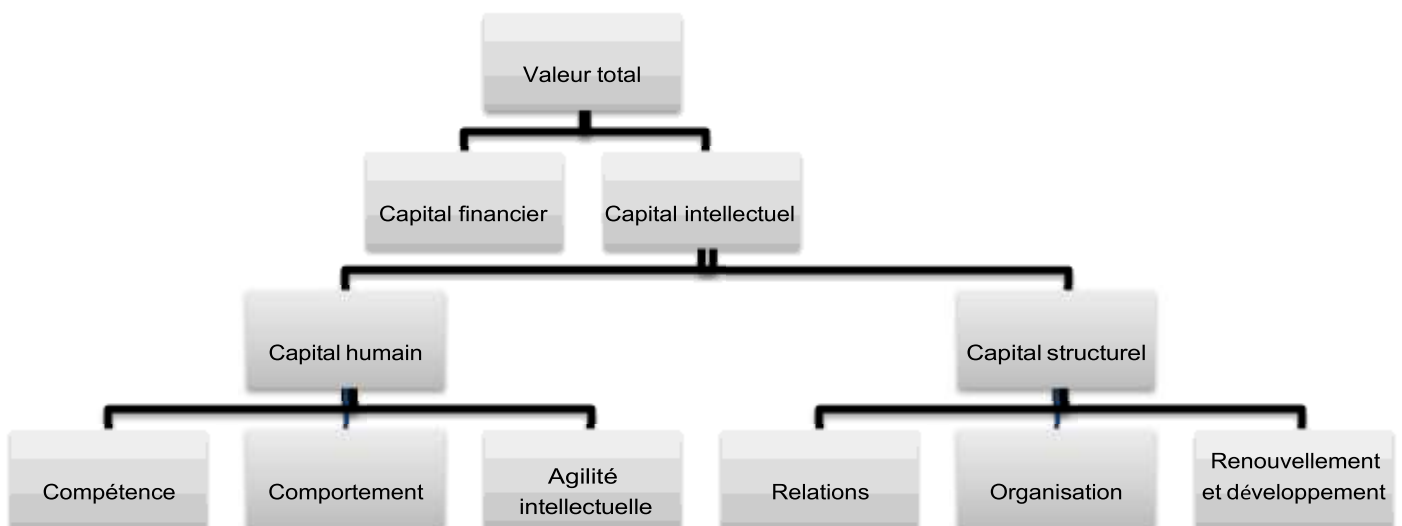 Valeur total
Capital financier
Capital intellectuel
Capital humain
Capital structurel
Compétence
Comportement
Agilité
intellectuelle
Relations
Organisation
Renouvellement
et développement